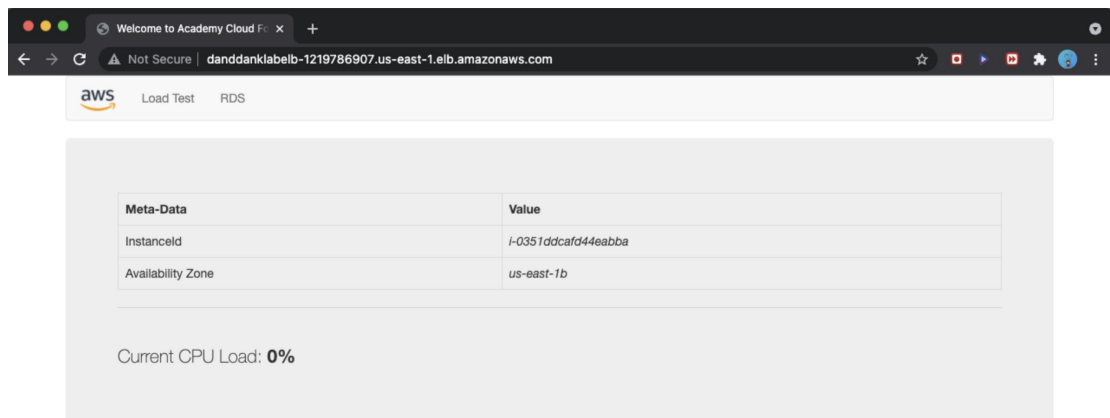 Welcome to Academy Cloud Fo
Not Secure | danddanklabelb-1219786907.us-east-1.elb.amazonaws.com
aws Load Test RDS
Meta-Data Value
InstanceId i-0351ddcafd44eabba
Availability Zone us-east-1b
Current CPU Load: 0%